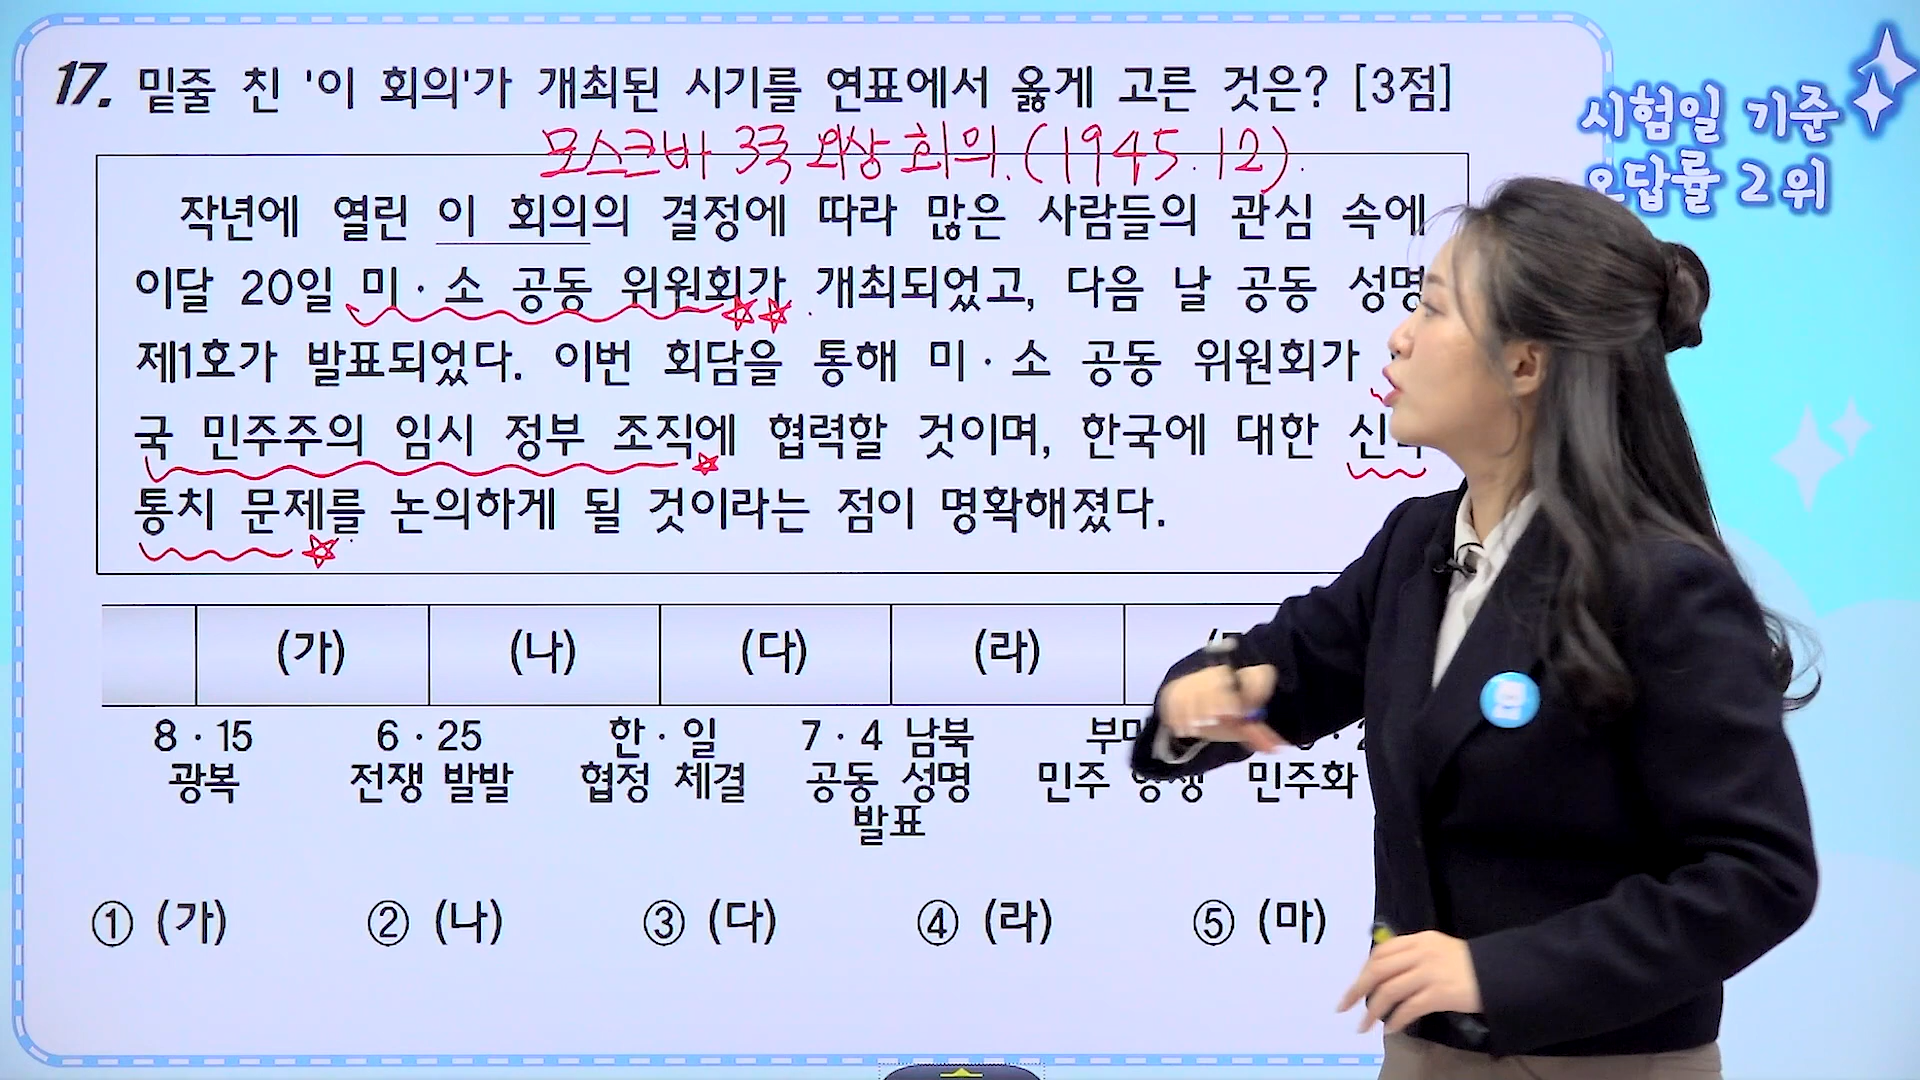 17. 밑줄 친 '이 회의'가 개최된 시기를 연표에서 옳게 고른 것은? [3점]
시험일 기준
오답률 2위
모스크바 3국 외상 회의. (1945. 12).
작년에 열린 이 회의의 결정에 따라 많은 사람들의 관심 속에
이달 20일 미·소 공동 위원회가 개최되었고, 다음 날 공동 성명
제1호가 발표되었다. 이번 회담을 통해 미·소 공동 위원회가
국 민주주의 임시 정부 조직에 협력할 것이며, 한국에 대한
통치 문제를 논의하게 될 것이라는 점이 명확해졌다.
(가) (나) (다) (라)
8·15 6·25 한·일 7·4 남북
광복 전쟁 발발 협정 체결 공동 성명 민주 민주화
발표
① (가) ② (나) ③ (다) ④ (라) ⑤ (마)